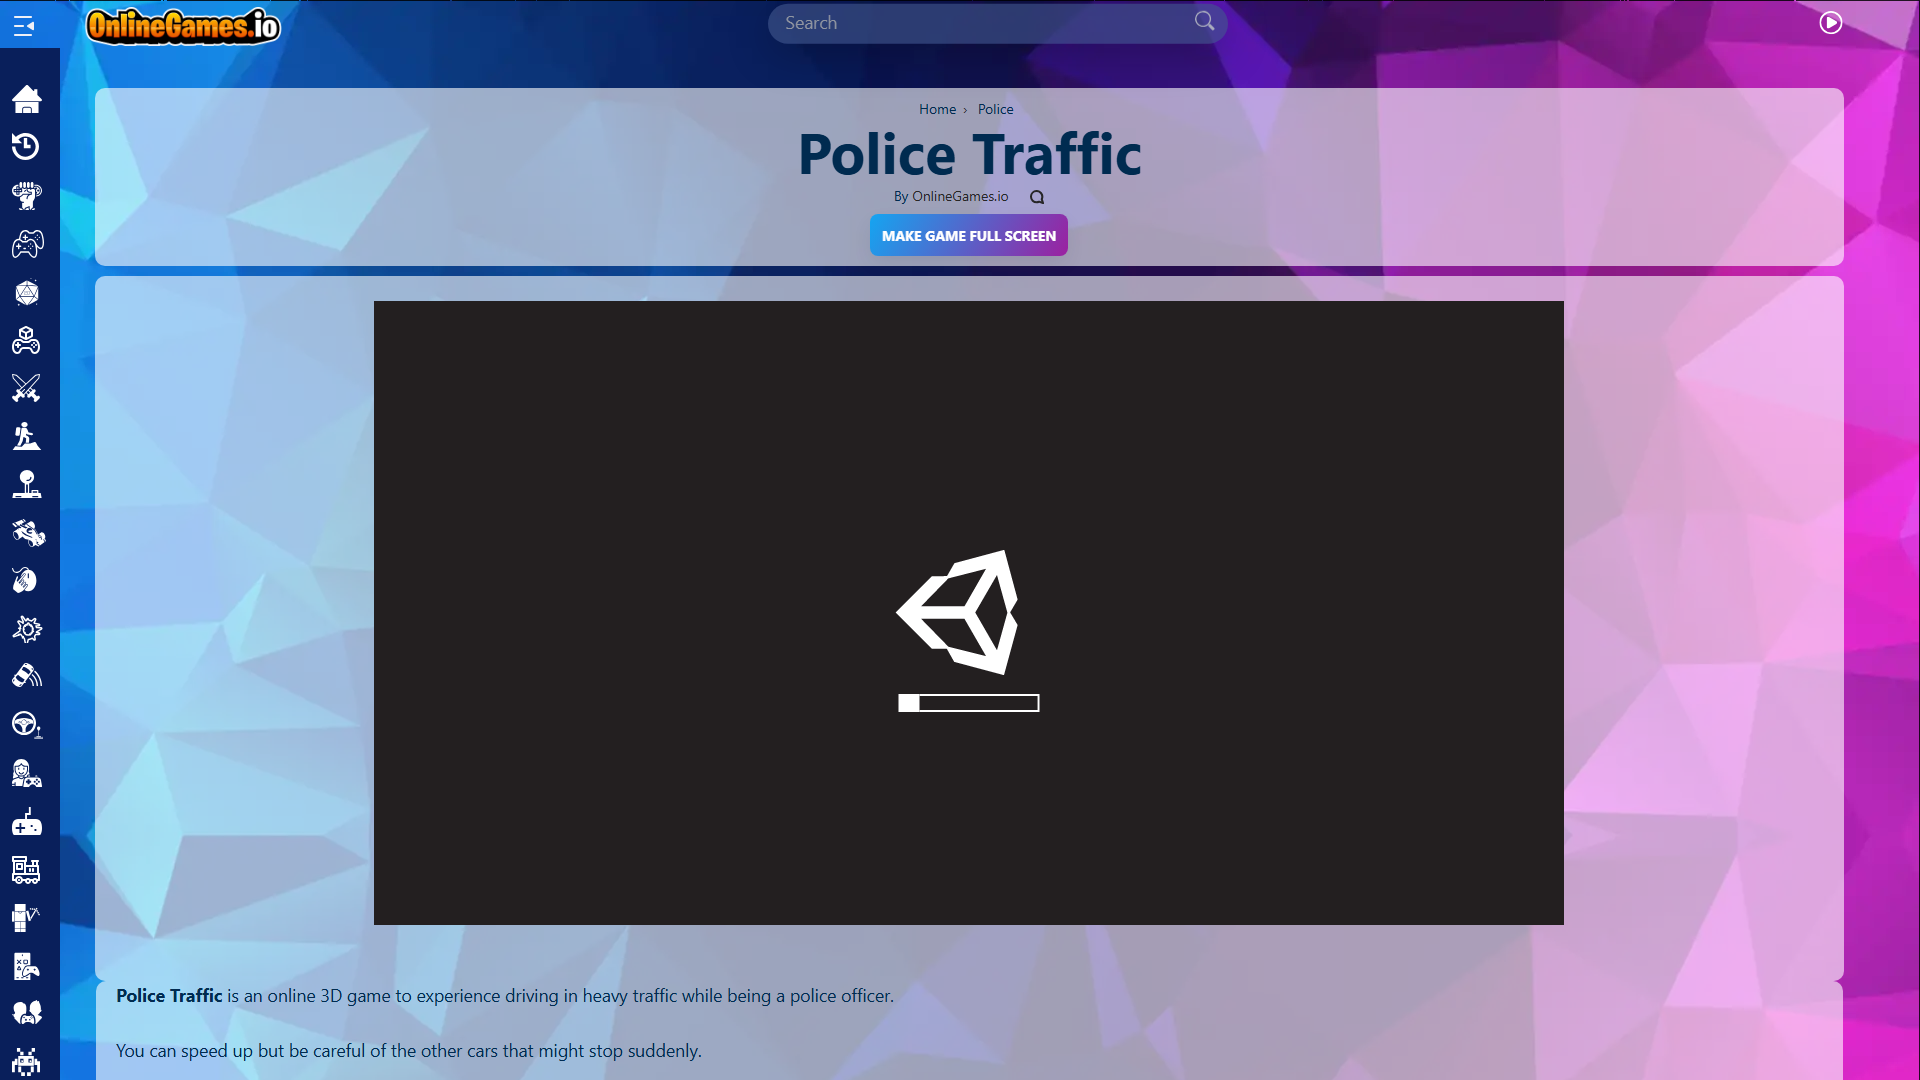 OnlineGames.io
Search
Home › Police
Police Traffic
By OnlineGames.io
MAKE GAME FULL SCREEN
Police Traffic is an online 3D game to experience driving in heavy traffic while being a police officer.
You can speed up but be careful of the other cars that might stop suddenly.